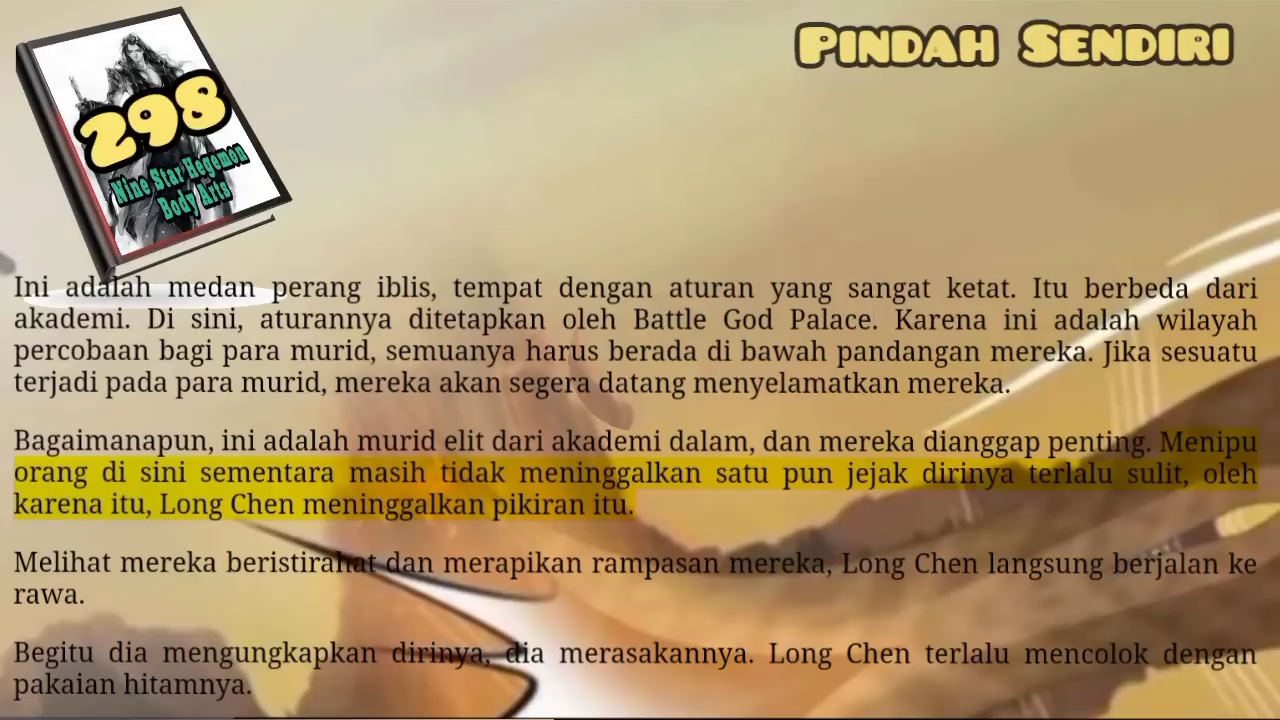 PINDAH SENDIRI
298
Nine Star Hegemon
Body Arts
Ini adalah medan perang iblis, tempat dengan aturan yang sangat ketat. Itu berbeda dari
akademi. Di sini, aturannya ditetapkan oleh Battle God Palace. Karena ini adalah wilayah
percobaan bagi para murid, semuanya harus berada di bawah pandangan mereka. Jika sesuatu
terjadi pada para murid, mereka akan segera datang menyelamatkan mereka.
Bagaimanapun, ini adalah murid elit dari akademi dalam, dan mereka dianggap penting. Menipu
orang di sini sementara masih tidak meninggalkan satu pun jejak dirinya terlalu sulit, oleh
karena itu, Long Chen meninggalkan pikiran itu.
Melihat mereka beristirahat dan merapikan rampasan mereka, Long Chen langsung berjalan ke
rawa.
Begitu dia mengungkapkan dirinya, dia merasakannya. Long Chen terlalu mencolok dengan
pakaian hitamnya.